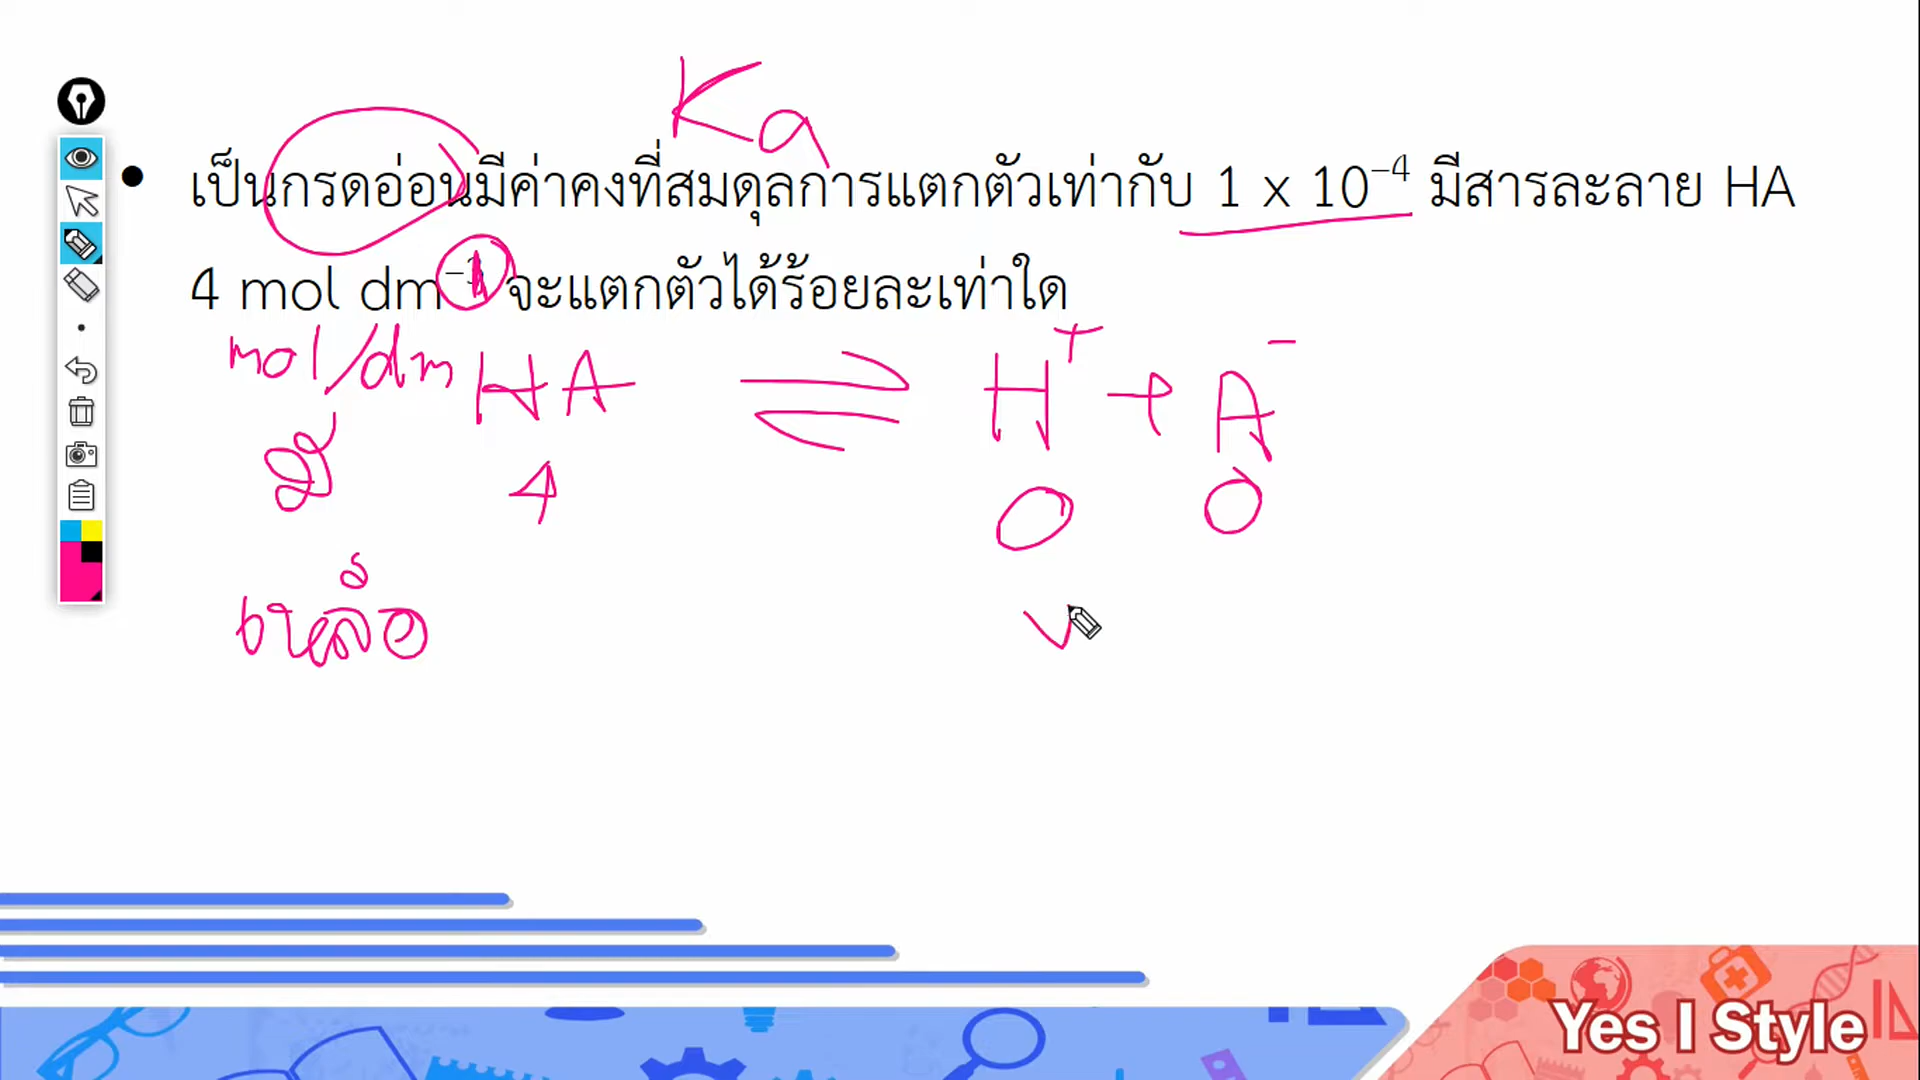 Ka
• เป็นกรดอ่อนมีค่าคงที่สมดุลการแตกตัวเท่ากับ 1 x 10⁻⁴ มีสารละลาย HA
4 mol dm⁻¹ จะแตกตัวได้ร้อยละเท่าใด
mol/dm HA ⇌ H⁺ + A⁻
4 0 0
เหลือ
Yes I Style